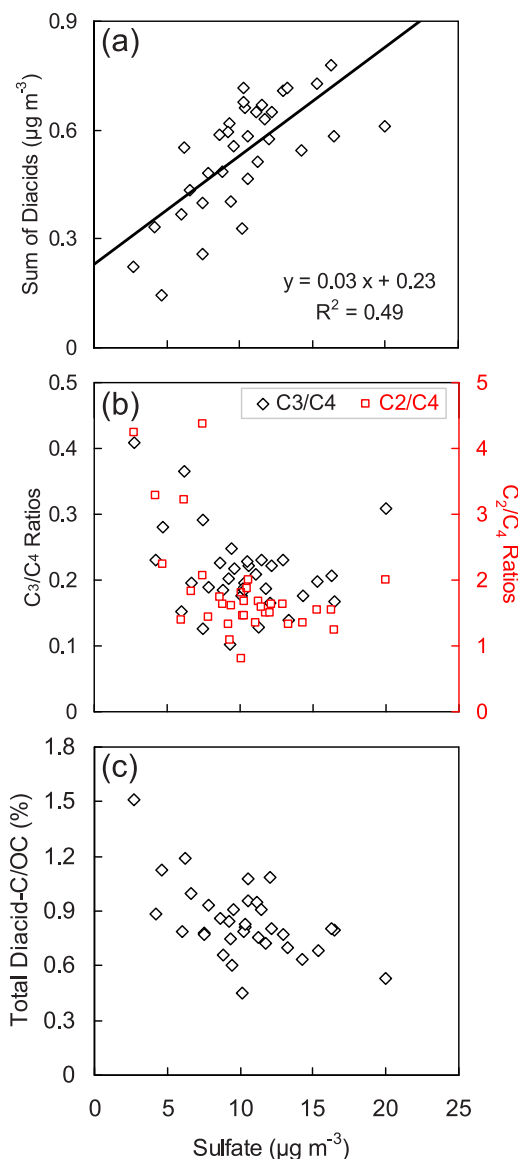 (a)
0.9
0.6
0.3
0
Sum of Diacids (µg m⁻³)
y = 0.03 x + 0.23
R² = 0.49
(b)
C3/C4 C2/C4
0.5
0.4
0.3
0.2
0.1
0
C₃/C₄ Ratios
5
4
3
2
1
0
C₂/C₄ Ratios
(c)
1.8
1.5
1.2
0.9
0.6
0.3
0
Total Diacid-C/OC (%)
0 5 10 15 20 25
Sulfate (µg m⁻³)